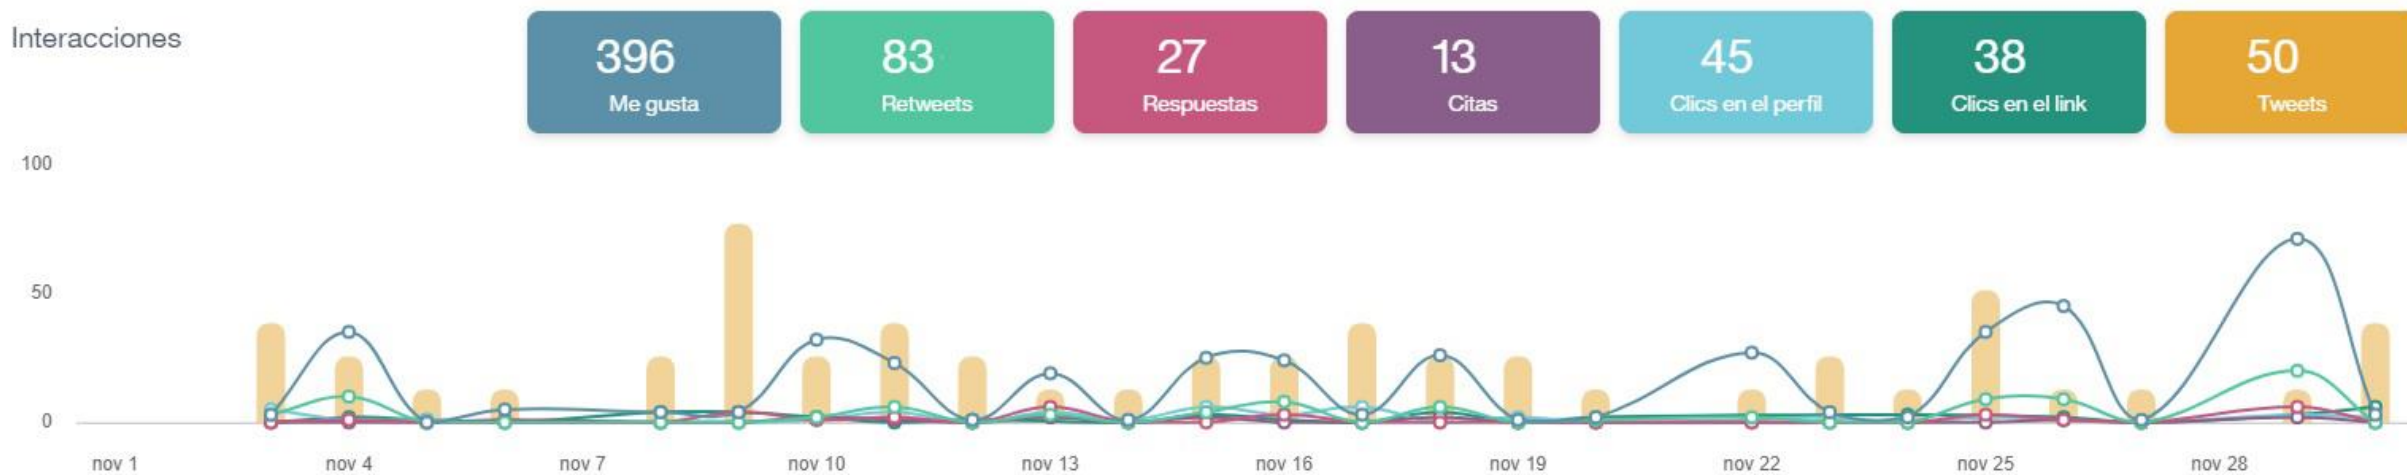 Interacciones
396
Me gusta
83
Retweets
27
Respuestas
13
Citas
45
Clics en el perfil
38
Clics en el link
50
Tweets
100
50
0
nov 1 nov 4 nov 7 nov 10 nov 13 nov 16 nov 19 nov 22 nov 25 nov 28